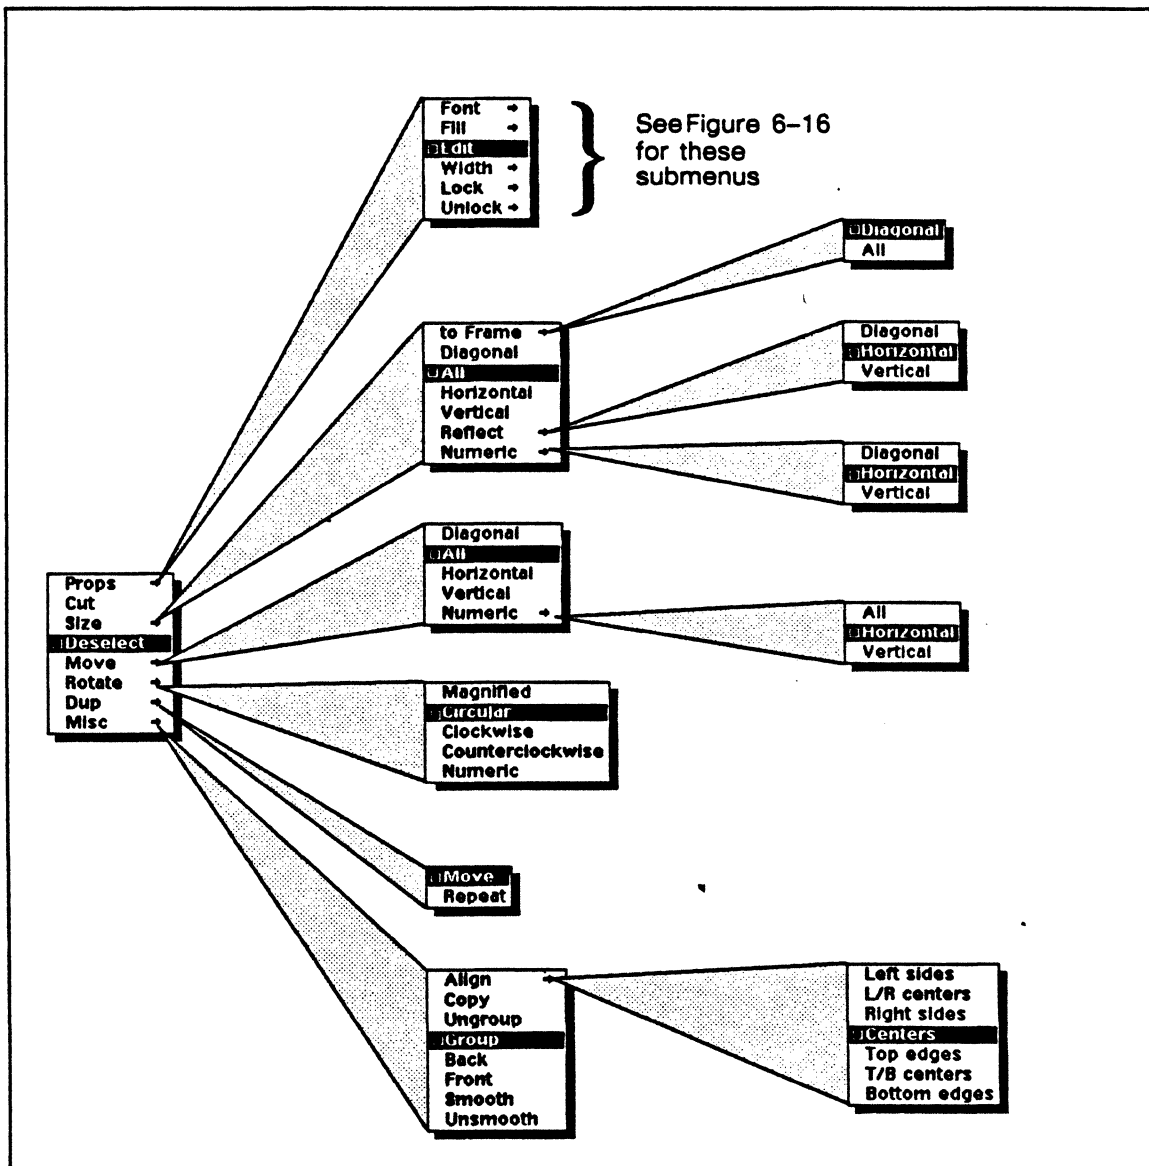 Font
Fill
Edit
Width
Lock
Unlock
See Figure 6-16
for these
submenus
Diagonal
All
to Frame
Diagonal
All
Horizontal
Vertical
Reflect
Numeric
Diagonal
Horizontal
Vertical
Diagonal
Horizontal
Vertical
Diagonal
All
Horizontal
Vertical
Numeric
All
Horizontal
Vertical
Props
Cut
Size
Deselect
Move
Rotate
Dup
Misc
Magnified
Circular
Clockwise
Counterclockwise
Numeric
Move
Repeat
Align
Copy
Ungroup
Group
Back
Front
Smooth
Unsmooth
Left sides
L/R centers
Right sides
Centers
Top edges
T/B centers
Bottom edges